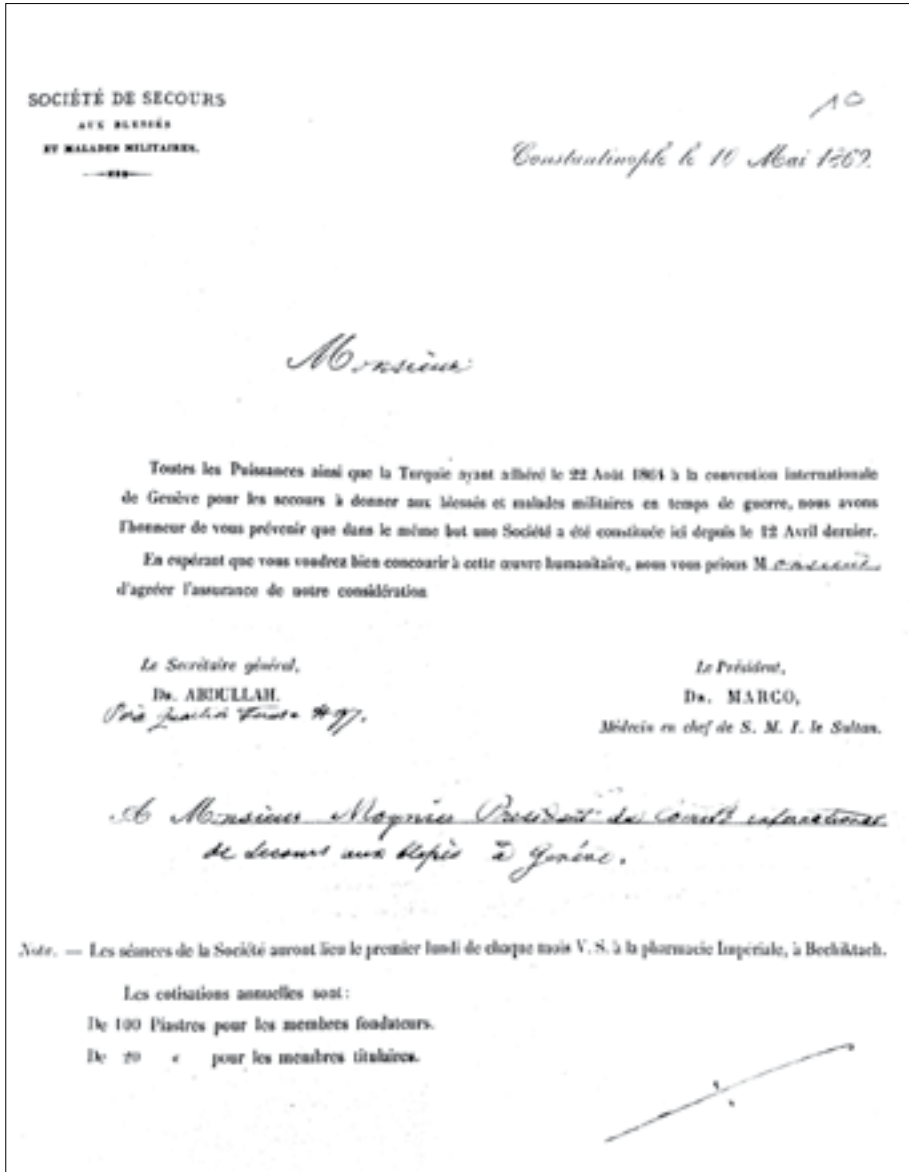 SOCIÉTÉ DE SECOURS
AUX BLESSÉS
ET MALADES MILITAIRES.
10
Constantinople le 10 Mai 1869.
Monsieur
Toutes les Puissances ainsi que la Turquie ayant adhéré le 22 Août 1864 à la convention internationale
de Genève pour les secours à donner aux blessés et malades militaires en temps de guerre, nous avons
l'honneur de vous prévenir que dans le même but une Société a été constituée ici depuis le 12 Avril dernier.
En espérant que vous voudrez bien concourir à cette œuvre humanitaire, nous vous prions Monsieur
d'agréer l'assurance de notre considération
Le Secrétaire général,
DR. ABDULLAH.
Le Président,
DR. MARCO,
Médecin en chef de S. M. I. le Sultan.
A Monsieur Moynier President du Comité international
de secours aux blessés à Genève.
Note. — Les séances de la Société auront lieu le premier lundi de chaque mois V. S. à la pharmacie Impériale, à Bechiktach.
Les cotisations annuelles sont :
De 100 Piastres pour les membres fondateurs.
De 20 « pour les membres titulaires.